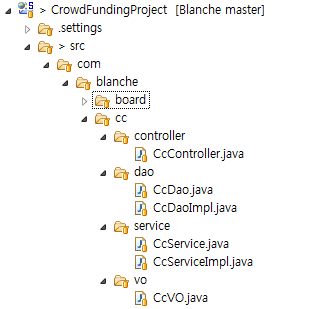 > CrowdFundingProject [Blanche master]
.settings
> src
com
blanche
board
cc
controller
CcController.java
dao
CcDao.java
CcDaoImpl.java
service
CcService.java
CcServiceImpl.java
vo
CcVO.java